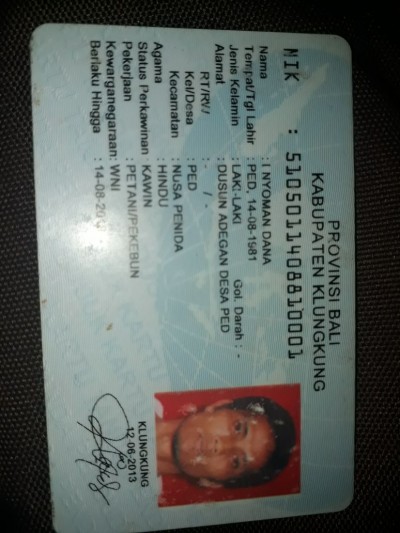 PROVINSI BALI
KABUPATEN KLUNGKUNG
NIK : 5105011408810001
Nama : I NYOMAN DANA
Tempat/Tgl Lahir : PED, 14-08-1981
Jenis Kelamin : LAKI-LAKI Gol. Darah : -
Alamat : DUSUN ADEGAN DESA PED
RT/RW : - / -
Kel/Desa : PED
Kecamatan : NUSA PENIDA
Agama : HINDU
Status Perkawinan : KAWIN
Pekerjaan : PETANI/PEKEBUN
Kewarganegaraan: WNI
Berlaku Hingga : 14-08-
KLUNGKUNG
12-06-2013